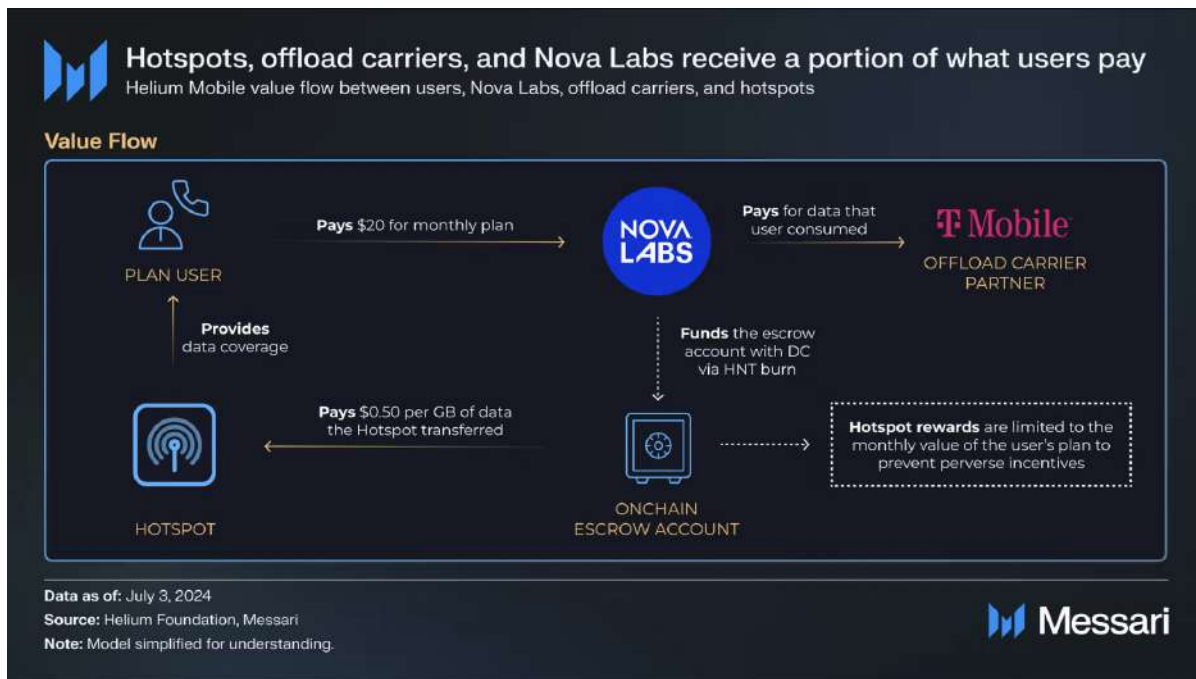 Hotspots, offload carriers, and Nova Labs receive a portion of what users pay
Helium Mobile value flow between users, Nova Labs, offload carriers, and hotspots
Value Flow
Pays $20 for monthly plan
NOVA
LABS
Pays for data that
user consumed
T Mobile
PLAN USER
OFFLOAD CARRIER
PARTNER
Provides
data coverage
Funds the escrow
account with DC
via HNT burn
Pays $0.50 per GB of data
the Hotspot transferred
Hotspot rewards are limited to the
monthly value of the user's plan to
prevent perverse incentives
HOTSPOT
ONCHAIN
ESCROW ACCOUNT
Data as of: July 3, 2024
Source: Helium Foundation, Messari
Note: Model simplified for understanding.
Messari